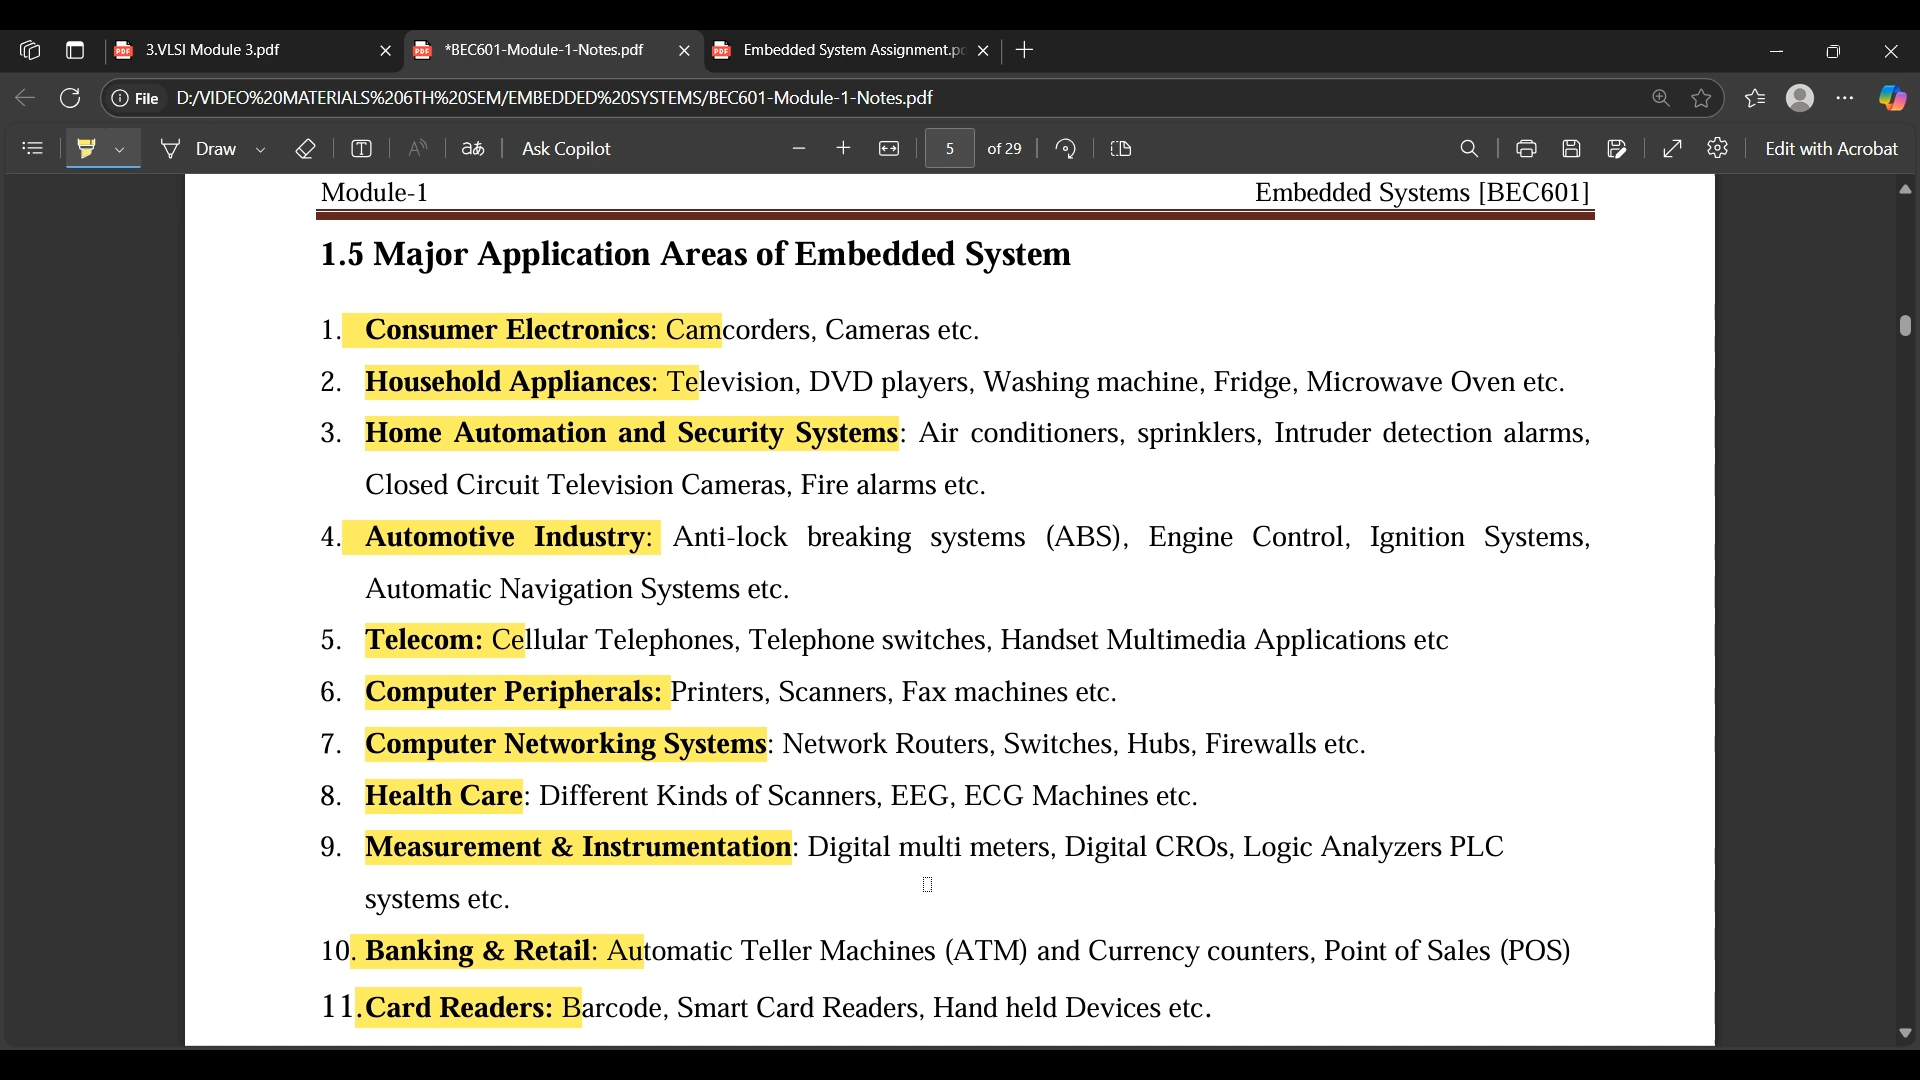 3.VLSI Module 3.pdf
*BEC601-Module-1-Notes.pdf
Embedded System Assignment.pc
File
D:/VIDEO%20MATERIALS%206TH%20SEM/EMBEDDED%20SYSTEMS/BEC601-Module-1-Notes.pdf
Draw
aあ
Ask Copilot
5
of 29
Edit with Acrobat
Module-1
Embedded Systems [BEC601]
1.5 Major Application Areas of Embedded System
1. Consumer Electronics: Camcorders, Cameras etc.
2. Household Appliances: Television, DVD players, Washing machine, Fridge, Microwave Oven etc.
3. Home Automation and Security Systems: Air conditioners, sprinklers, Intruder detection alarms,
Closed Circuit Television Cameras, Fire alarms etc.
4. Automotive Industry: Anti-lock breaking systems (ABS), Engine Control, Ignition Systems,
Automatic Navigation Systems etc.
5. Telecom: Cellular Telephones, Telephone switches, Handset Multimedia Applications etc
6. Computer Peripherals: Printers, Scanners, Fax machines etc.
7. Computer Networking Systems: Network Routers, Switches, Hubs, Firewalls etc.
8. Health Care: Different Kinds of Scanners, EEG, ECG Machines etc.
9. Measurement & Instrumentation: Digital multi meters, Digital CROs, Logic Analyzers PLC
systems etc.
10. Banking & Retail: Automatic Teller Machines (ATM) and Currency counters, Point of Sales (POS)
11. Card Readers: Barcode, Smart Card Readers, Hand held Devices etc.